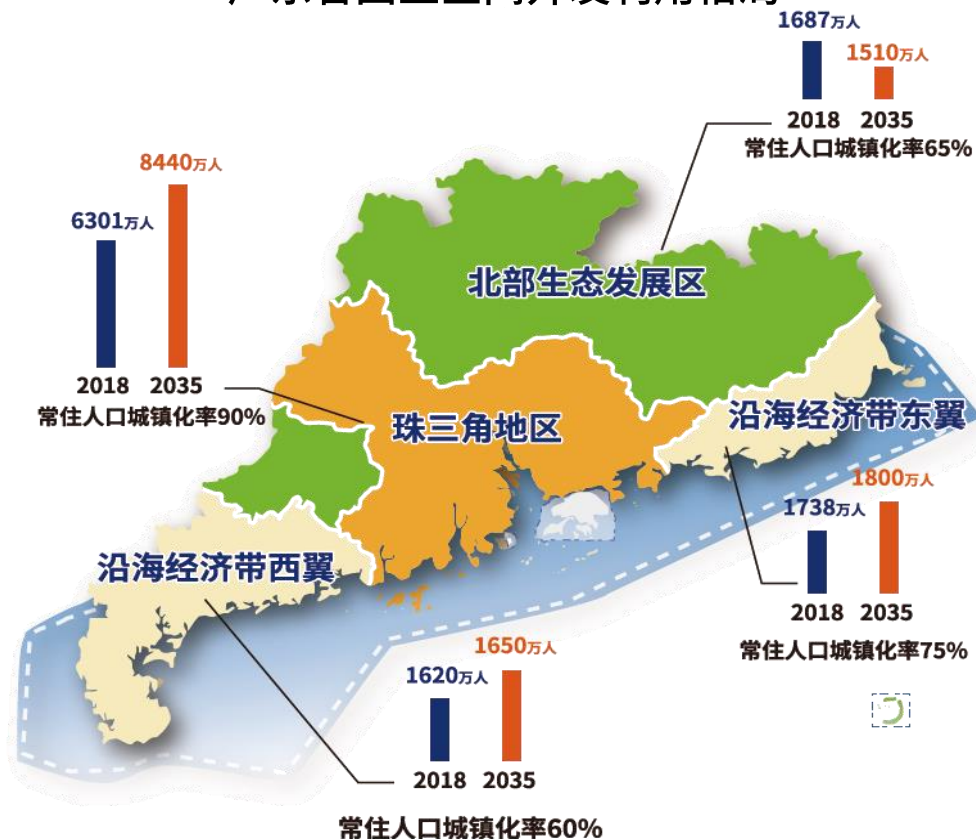 1687万人
1510万人
2018 2035
常住人口城镇化率65%
8440万人
6301万人
2018 2035
常住人口城镇化率90%
北部生态发展区
珠三角地区
沿海经济带东翼
1800万人
1738万人
2018 2035
常住人口城镇化率75%
沿海经济带西翼
1650万人
1620万人
2018 2035
常住人口城镇化率60%